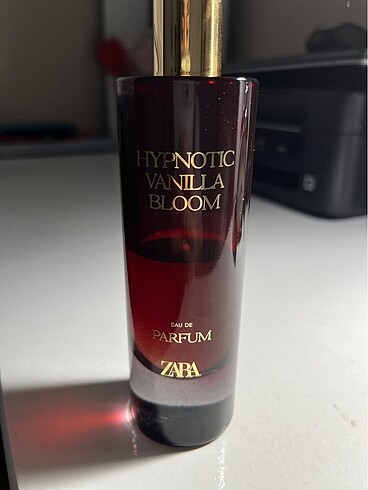 HYPNOTIC
VANILLA
BLOOM
EAU DE
PARFUM
ZARA